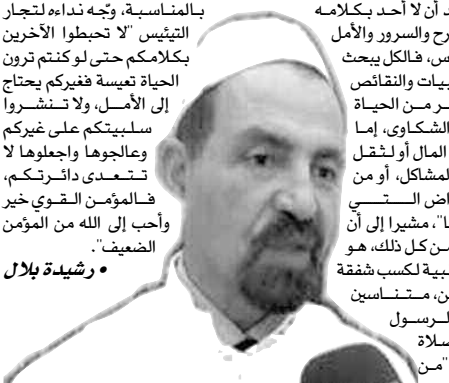 د أن لا أحد بكلامه
رح والسرور والأمل
س، فالكل يبحث
بيات والنقائص
ر من الحياة
الشكاوى، إما
المال أو لثقل
لمشاكل، أو من
اض التي
ا"، مشيرا إلى أن
من كل ذلك، هو
بية لكسب شفقة
ن، متناسين
لرسول
سلاة
"من
بالمناسبة، وجّه نداءه لتجار
التيئيس "لا تحبطوا الآخرين
بكلامكم حتى لو كنتم ترون
الحياة تعيسة فغيركم يحتاج
إلى الأمل، ولا تنشروا
سلبيتكم على غيركم
وعالجوها واجعلوها لا
تتعدى دائرتكم،
فالمؤمن القوي خير
وأحب إلى الله من المؤمن
الضعيف".
• رشيدة بلال